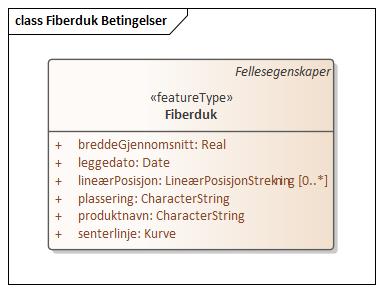 class Fiberduk Betingelser
Fellesegenskaper
«featureType»
Fiberduk
+ breddeGjennomsnitt: Real
+ leggedato: Date
+ lineærPosisjon: LineærPosisjonStrekning [0..*]
+ plassering: CharacterString
+ produktnavn: CharacterString
+ senterlinje: Kurve